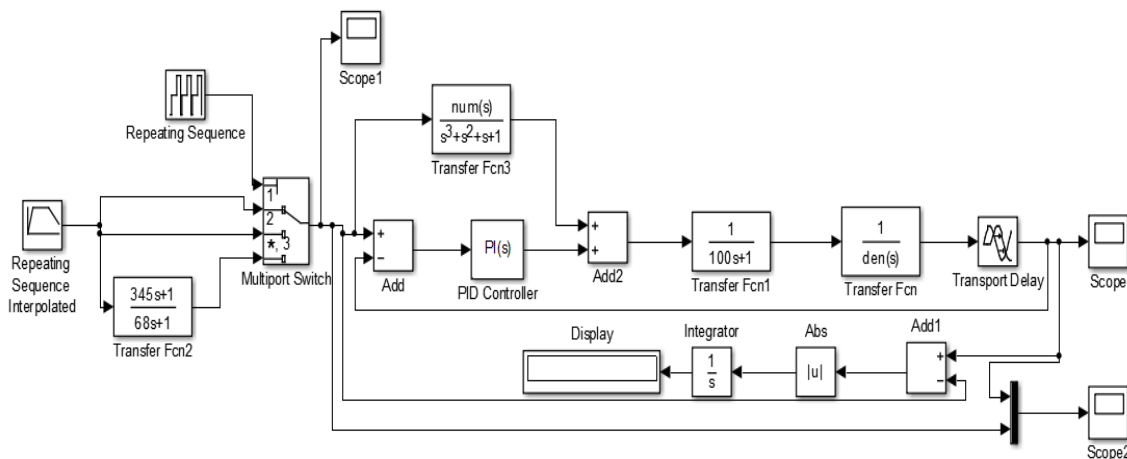 Scope1
Repeating Sequence
num(s)
s^3+s^2+s+1
Transfer Fcn3
1
2
*, 3
Multiport Switch
Repeating
Sequence
Interpolated
345s+1
68s+1
Transfer Fcn2
+
−
Add
PI(s)
PID Controller
+
+
Add2
1
100s+1
Transfer Fcn1
1
den(s)
Transfer Fcn
Transport Delay
Scope
Display
Integrator
1
s
Abs
|u|
Add1
+
−
Scope2